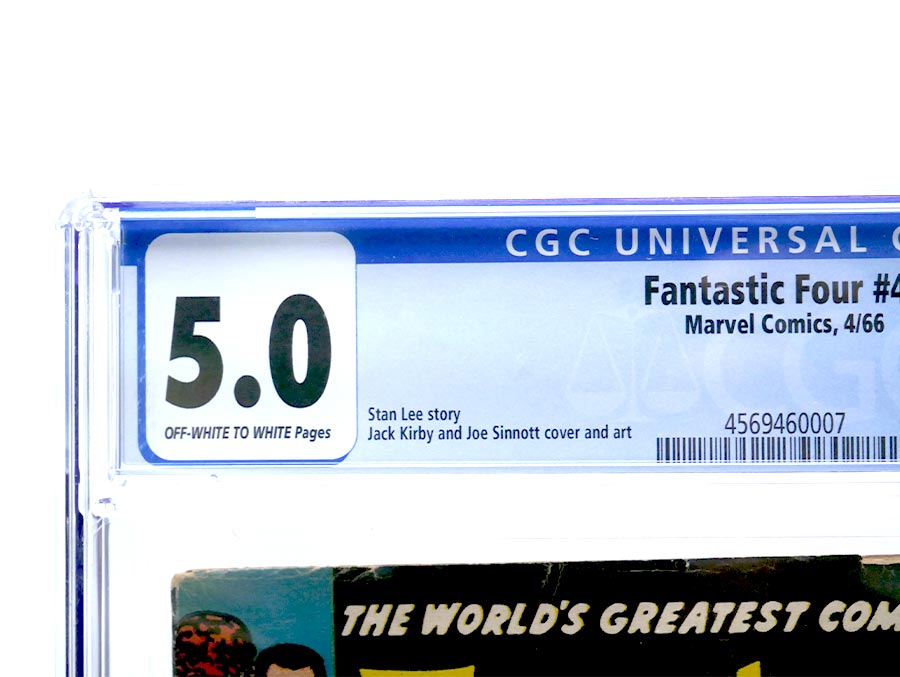 CGC UNIVERSAL
Fantastic Four #4
Marvel Comics, 4/66
5.0
OFF-WHITE TO WHITE Pages
Stan Lee story
Jack Kirby and Joe Sinnott cover and art
4569460007
CGC
THE WORLD'S GREATEST COM